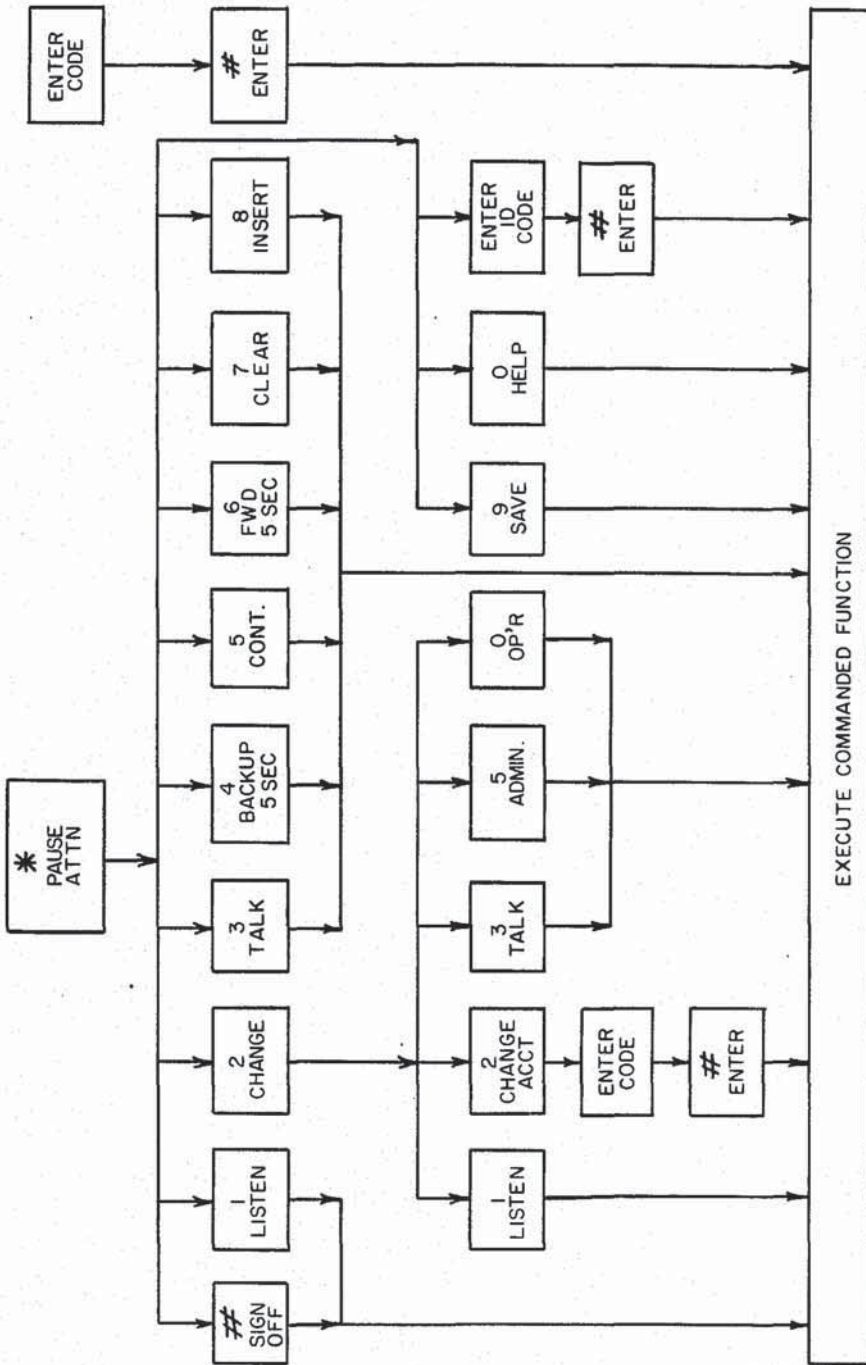 *
PAUSE
ATTN
#
SIGN
OFF
1
LISTEN
2
CHANGE
3
TALK
4
BACKUP
5 SEC
5
CONT.
6
FWD
5 SEC
7
CLEAR
8
INSERT
ENTER
CODE
#
ENTER
1
LISTEN
2
CHANGE
ACCT
ENTER
CODE
#
ENTER
3
TALK
5
ADMIN.
0
OP'R
9
SAVE
0
HELP
ENTER
ID
CODE
#
ENTER
EXECUTE COMMANDED FUNCTION